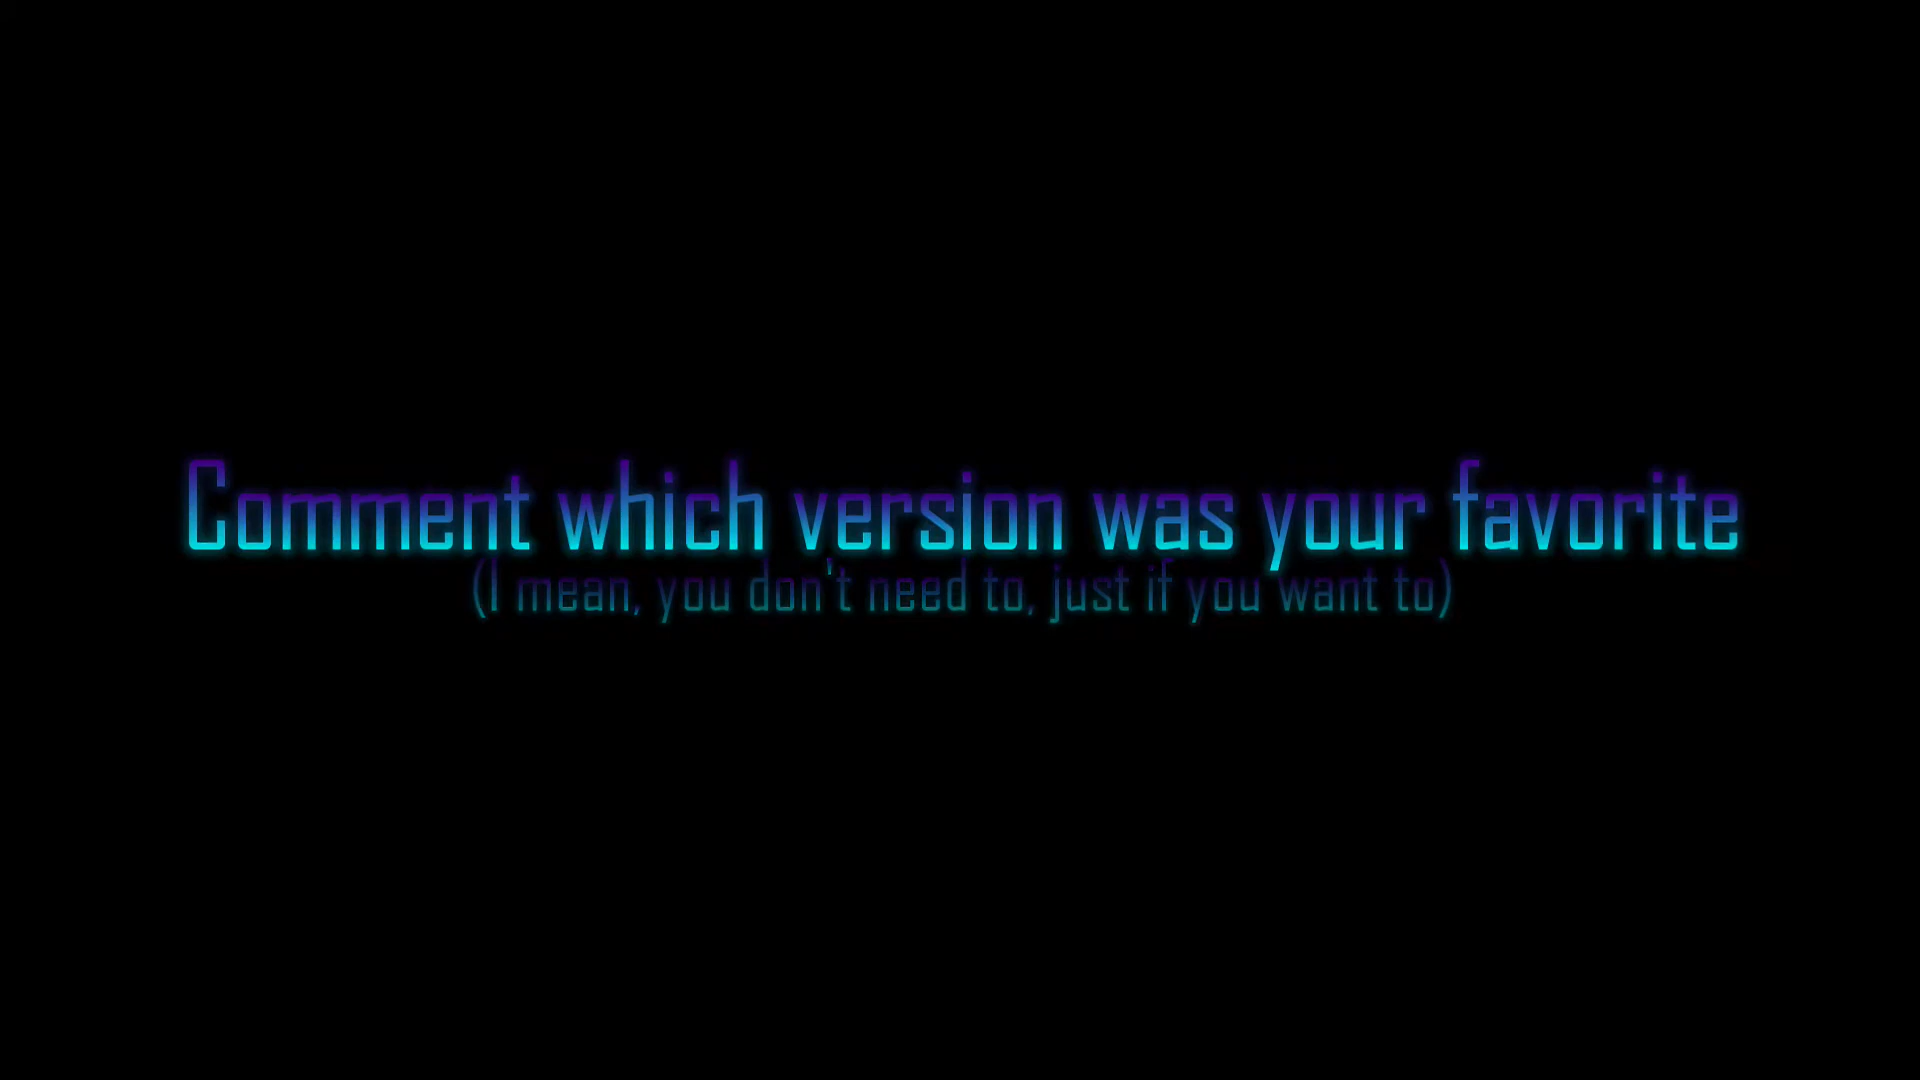 Comment which version was your favorite
(I mean, you don't need to, just if you want to)